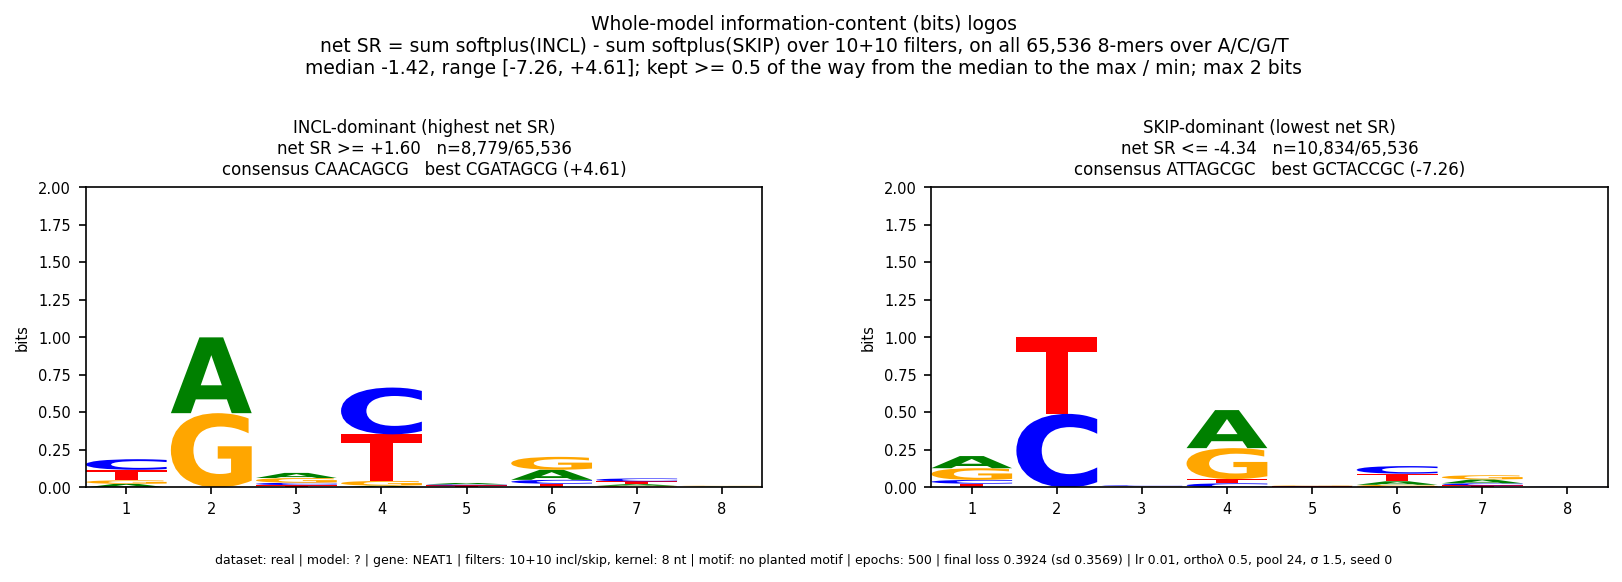 Whole-model information-content (bits) logos
net SR = sum softplus(INCL) - sum softplus(SKIP) over 10+10 filters, on all 65,536 8-mers over A/C/G/T
median -1.42, range [-7.26, +4.61]; kept >= 0.5 of the way from the median to the max / min; max 2 bits
INCL-dominant (highest net SR)
net SR >= +1.60   n=8,779/65,536
consensus CAACAGCG   best CGATAGCG (+4.61)
2.00
1.75
1.50
1.25
1.00
0.75
0.50
0.25
0.00
bits
C
T
G
A
A
G
A
G
C
C
T
G
G
A
C
T
C
T
A
1 2 3 4 5 6 7 8
SKIP-dominant (lowest net SR)
net SR <= -4.34   n=10,834/65,536
consensus ATTAGCGC   best GCTACCGC (-7.26)
2.00
1.75
1.50
1.25
1.00
0.75
0.50
0.25
0.00
bits
A
G
C
T
T
C
A
G
T
C
C
T
A
G
A
C
1 2 3 4 5 6 7 8
dataset: real | model: ? | gene: NEAT1 | filters: 10+10 incl/skip, kernel: 8 nt | motif: no planted motif | epochs: 500 | final loss 0.3924 (sd 0.3569) | lr 0.01, orthoλ 0.5, pool 24, σ 1.5, seed 0